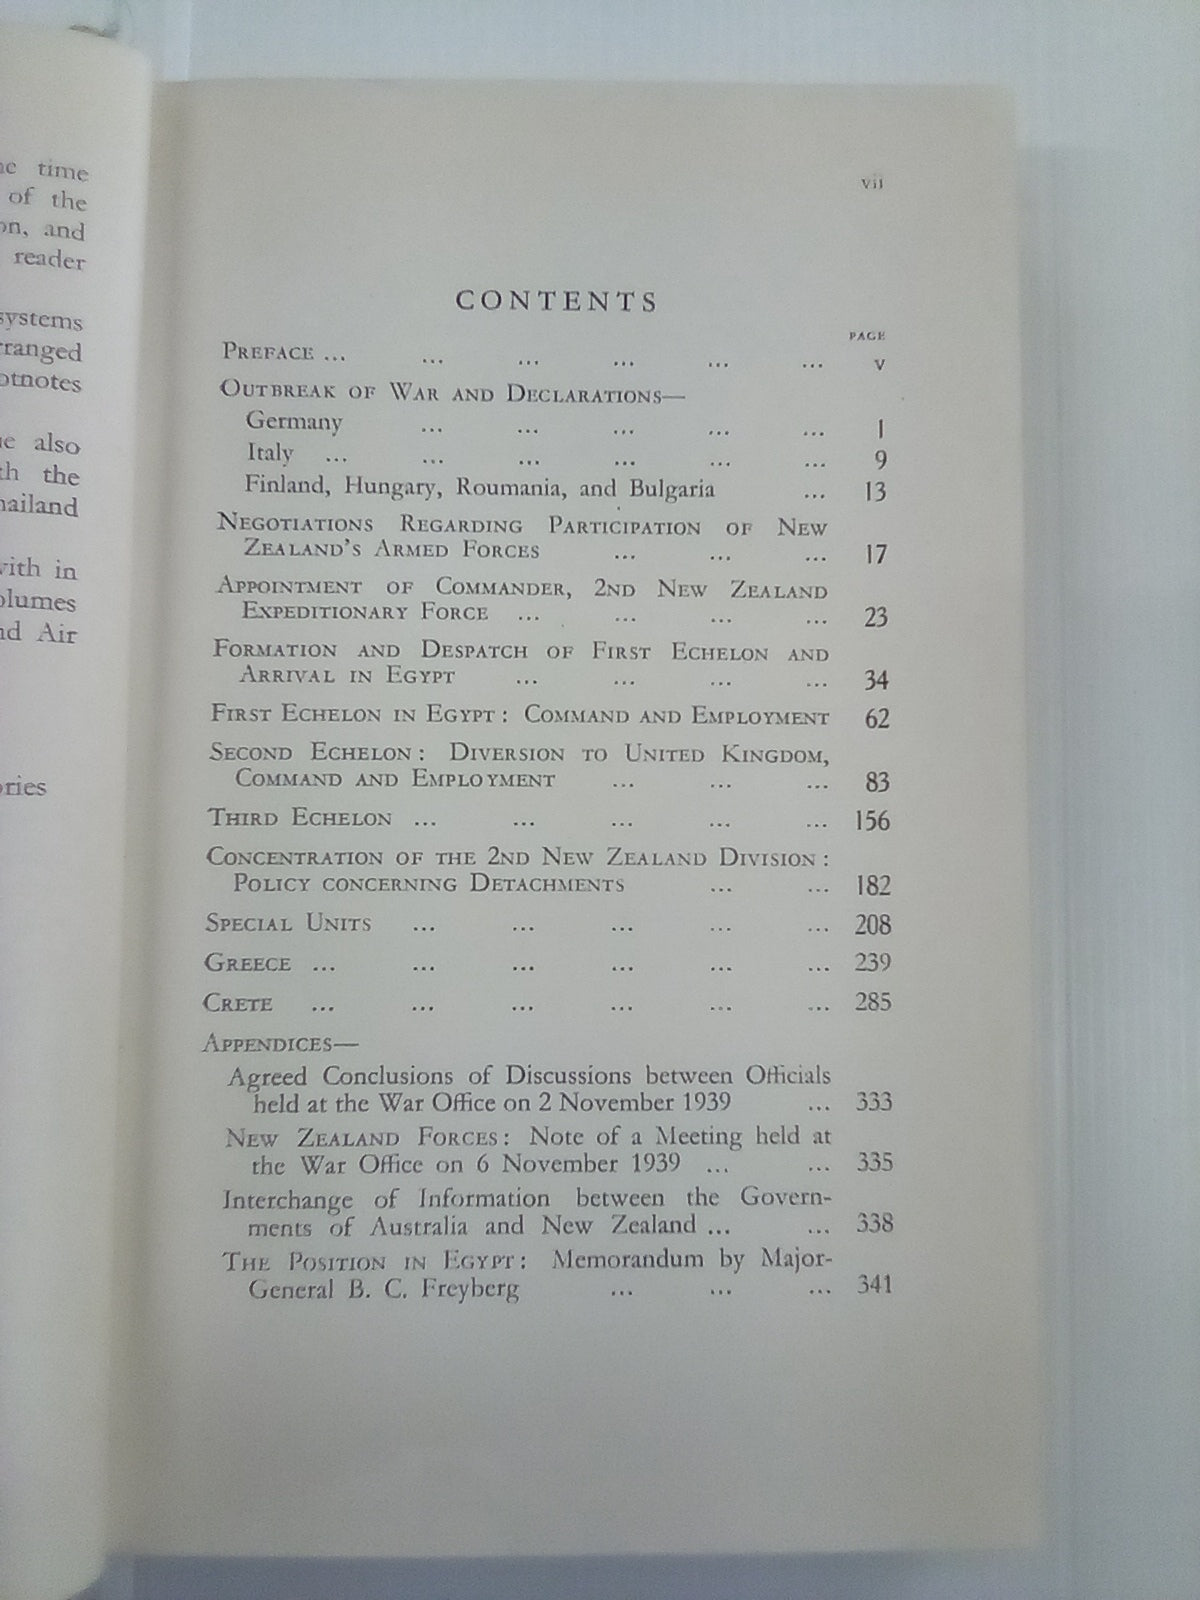 time
of the
and
reader
systems
also
the
with in
Air
vii
CONTENTS
PAGE
PREFACE ... ... ... ... ... ... v
OUTBREAK OF WAR AND DECLARATIONS—
Germany ... ... ... ... ... 1
Italy ... ... ... ... ... ... 9
Finland, Hungary, Roumania, and Bulgaria ... 13
NEGOTIATIONS REGARDING PARTICIPATION OF NEW
ZEALAND'S ARMED FORCES ... ... ... 17
APPOINTMENT OF COMMANDER, 2ND NEW ZEALAND
EXPEDITIONARY FORCE ... ... ... ... 23
FORMATION AND DESPATCH OF FIRST ECHELON AND
ARRIVAL IN EGYPT ... ... ... ... 34
FIRST ECHELON IN EGYPT: COMMAND AND EMPLOYMENT 62
SECOND ECHELON: DIVERSION TO UNITED KINGDOM,
COMMAND AND EMPLOYMENT ... ... ... 83
THIRD ECHELON ... ... ... ... ... 156
CONCENTRATION OF THE 2ND NEW ZEALAND DIVISION:
POLICY CONCERNING DETACHMENTS ... ... 182
SPECIAL UNITS ... ... ... ... ... 208
GREECE ... ... ... ... ... ... 239
CRETE ... ... ... ... ... ... 285
APPENDICES—
Agreed Conclusions of Discussions between Officials
held at the War Office on 2 November 1939 ... 333
NEW ZEALAND FORCES: Note of a Meeting held at
the War Office on 6 November 1939 ... ... 335
Interchange of Information between the Govern-
ments of Australia and New Zealand ... ... 338
THE POSITION IN EGYPT: Memorandum by Major-
General B. C. Freyberg ... ... ... 341